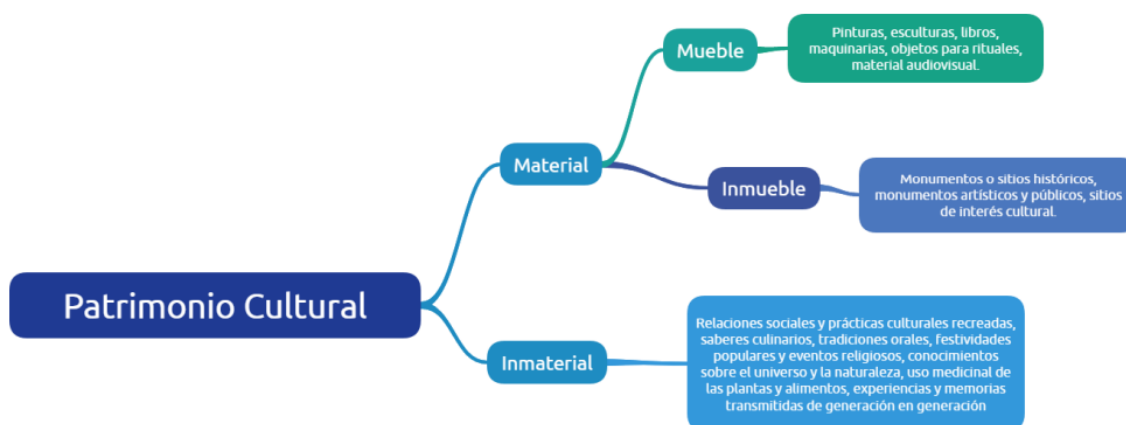 Patrimonio Cultural
Material
Mueble
Pinturas, esculturas, libros,
maquinarias, objetos para rituales,
material audiovisual.
Inmueble
Monumentos o sitios históricos,
monumentos artísticos y públicos, sitios
de interés cultural.
Inmaterial
Relaciones sociales y prácticas culturales recreadas,
saberes culinarios, tradiciones orales, festividades
populares y eventos religiosos, conocimientos
sobre el universo y la naturaleza, uso medicinal de
las plantas y alimentos, experiencias y memorias
transmitidas de generación en generación